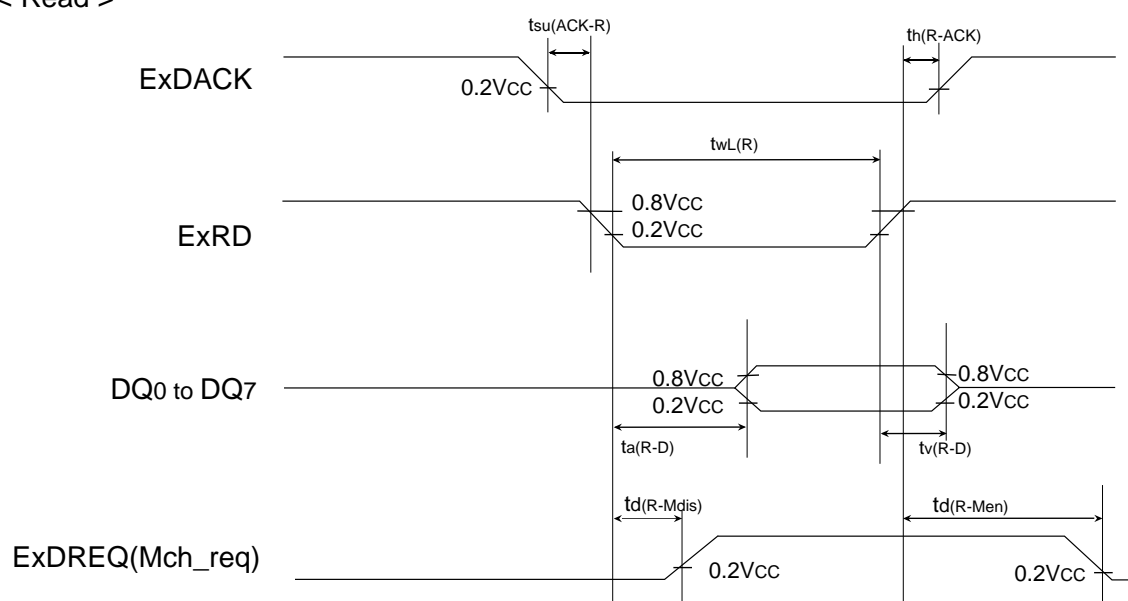 < Read >
tsu(ACK-R)
th(R-ACK)
ExDACK
0.2VCC
twL(R)
0.8VCC
ExRD
0.2VCC
DQ0 to DQ7
0.8VCC
0.8VCC
0.2VCC
0.2VCC
ta(R-D)
tv(R-D)
td(R-Mdis)
td(R-Men)
ExDREQ(Mch_req)
0.2VCC
0.2VCC